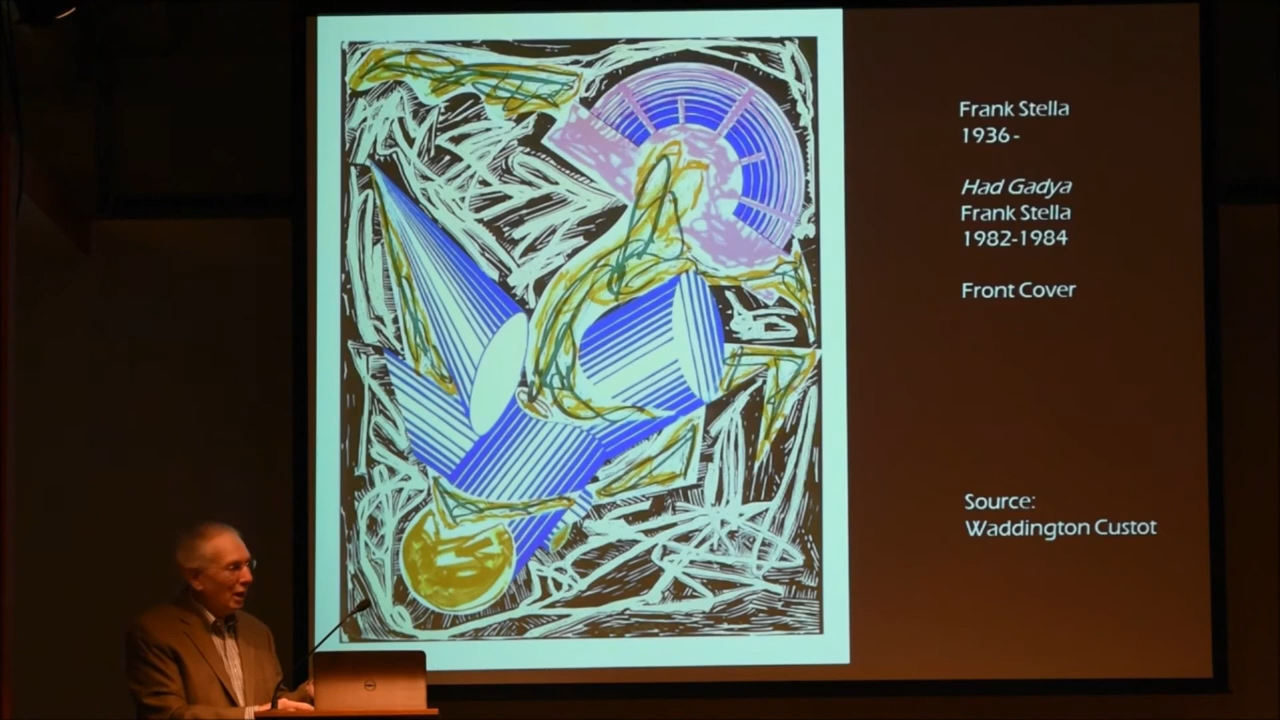 Frank Stella
1936-
Had Gadya
Frank Stella
1982-1984
Front Cover
Source:
Waddington Custot